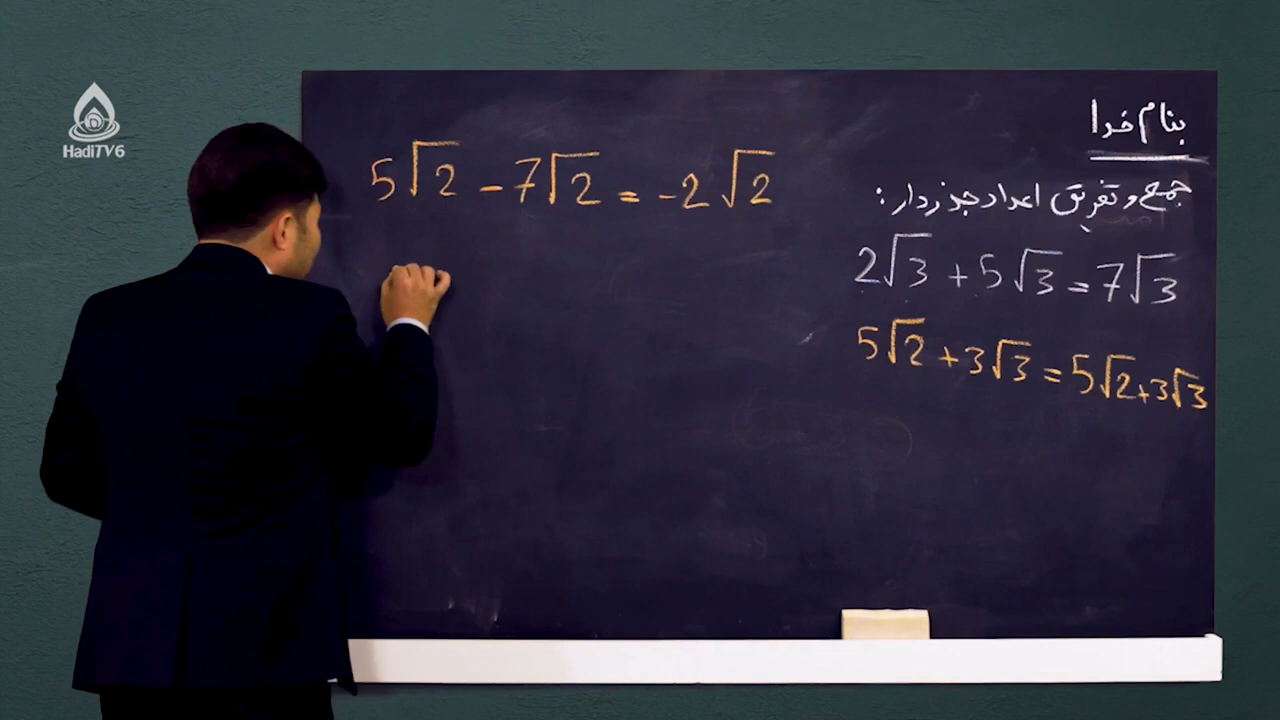 HadiTV6
بنام خدا
جمع و تفریق اعداد جذردار :
2√3 + 5√3 = 7√3
5√2 + 3√3 = 5√2+3√3
5√2 - 7√2 = -2√2